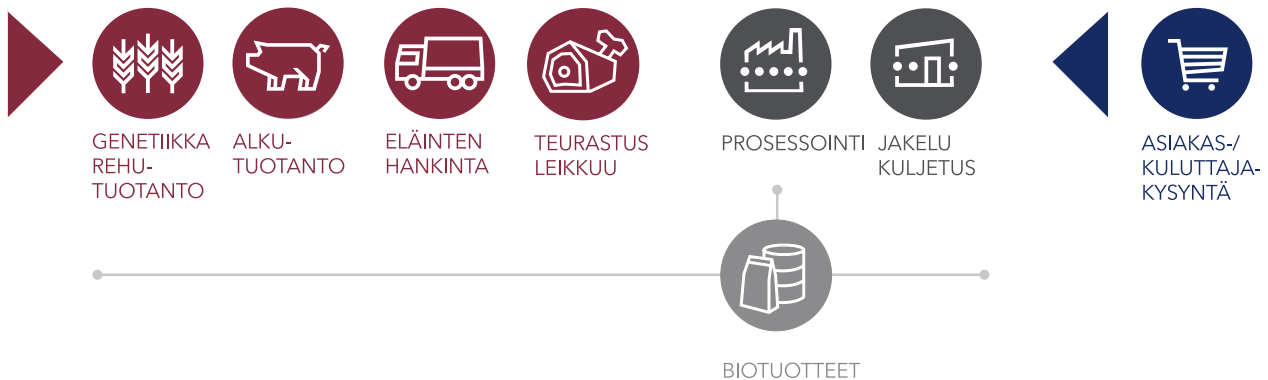 GENETIIKKA
REHU-
TUOTANTO
ALKU-
TUOTANTO
ELÄINTEN
HANKINTA
TEURASTUS
LEIKKUU
PROSESSOINTI
JAKELU
KULJETUS
ASIAKAS-/
KULUTTAJA-
KYSYNTÄ
BIOTUOTTEET